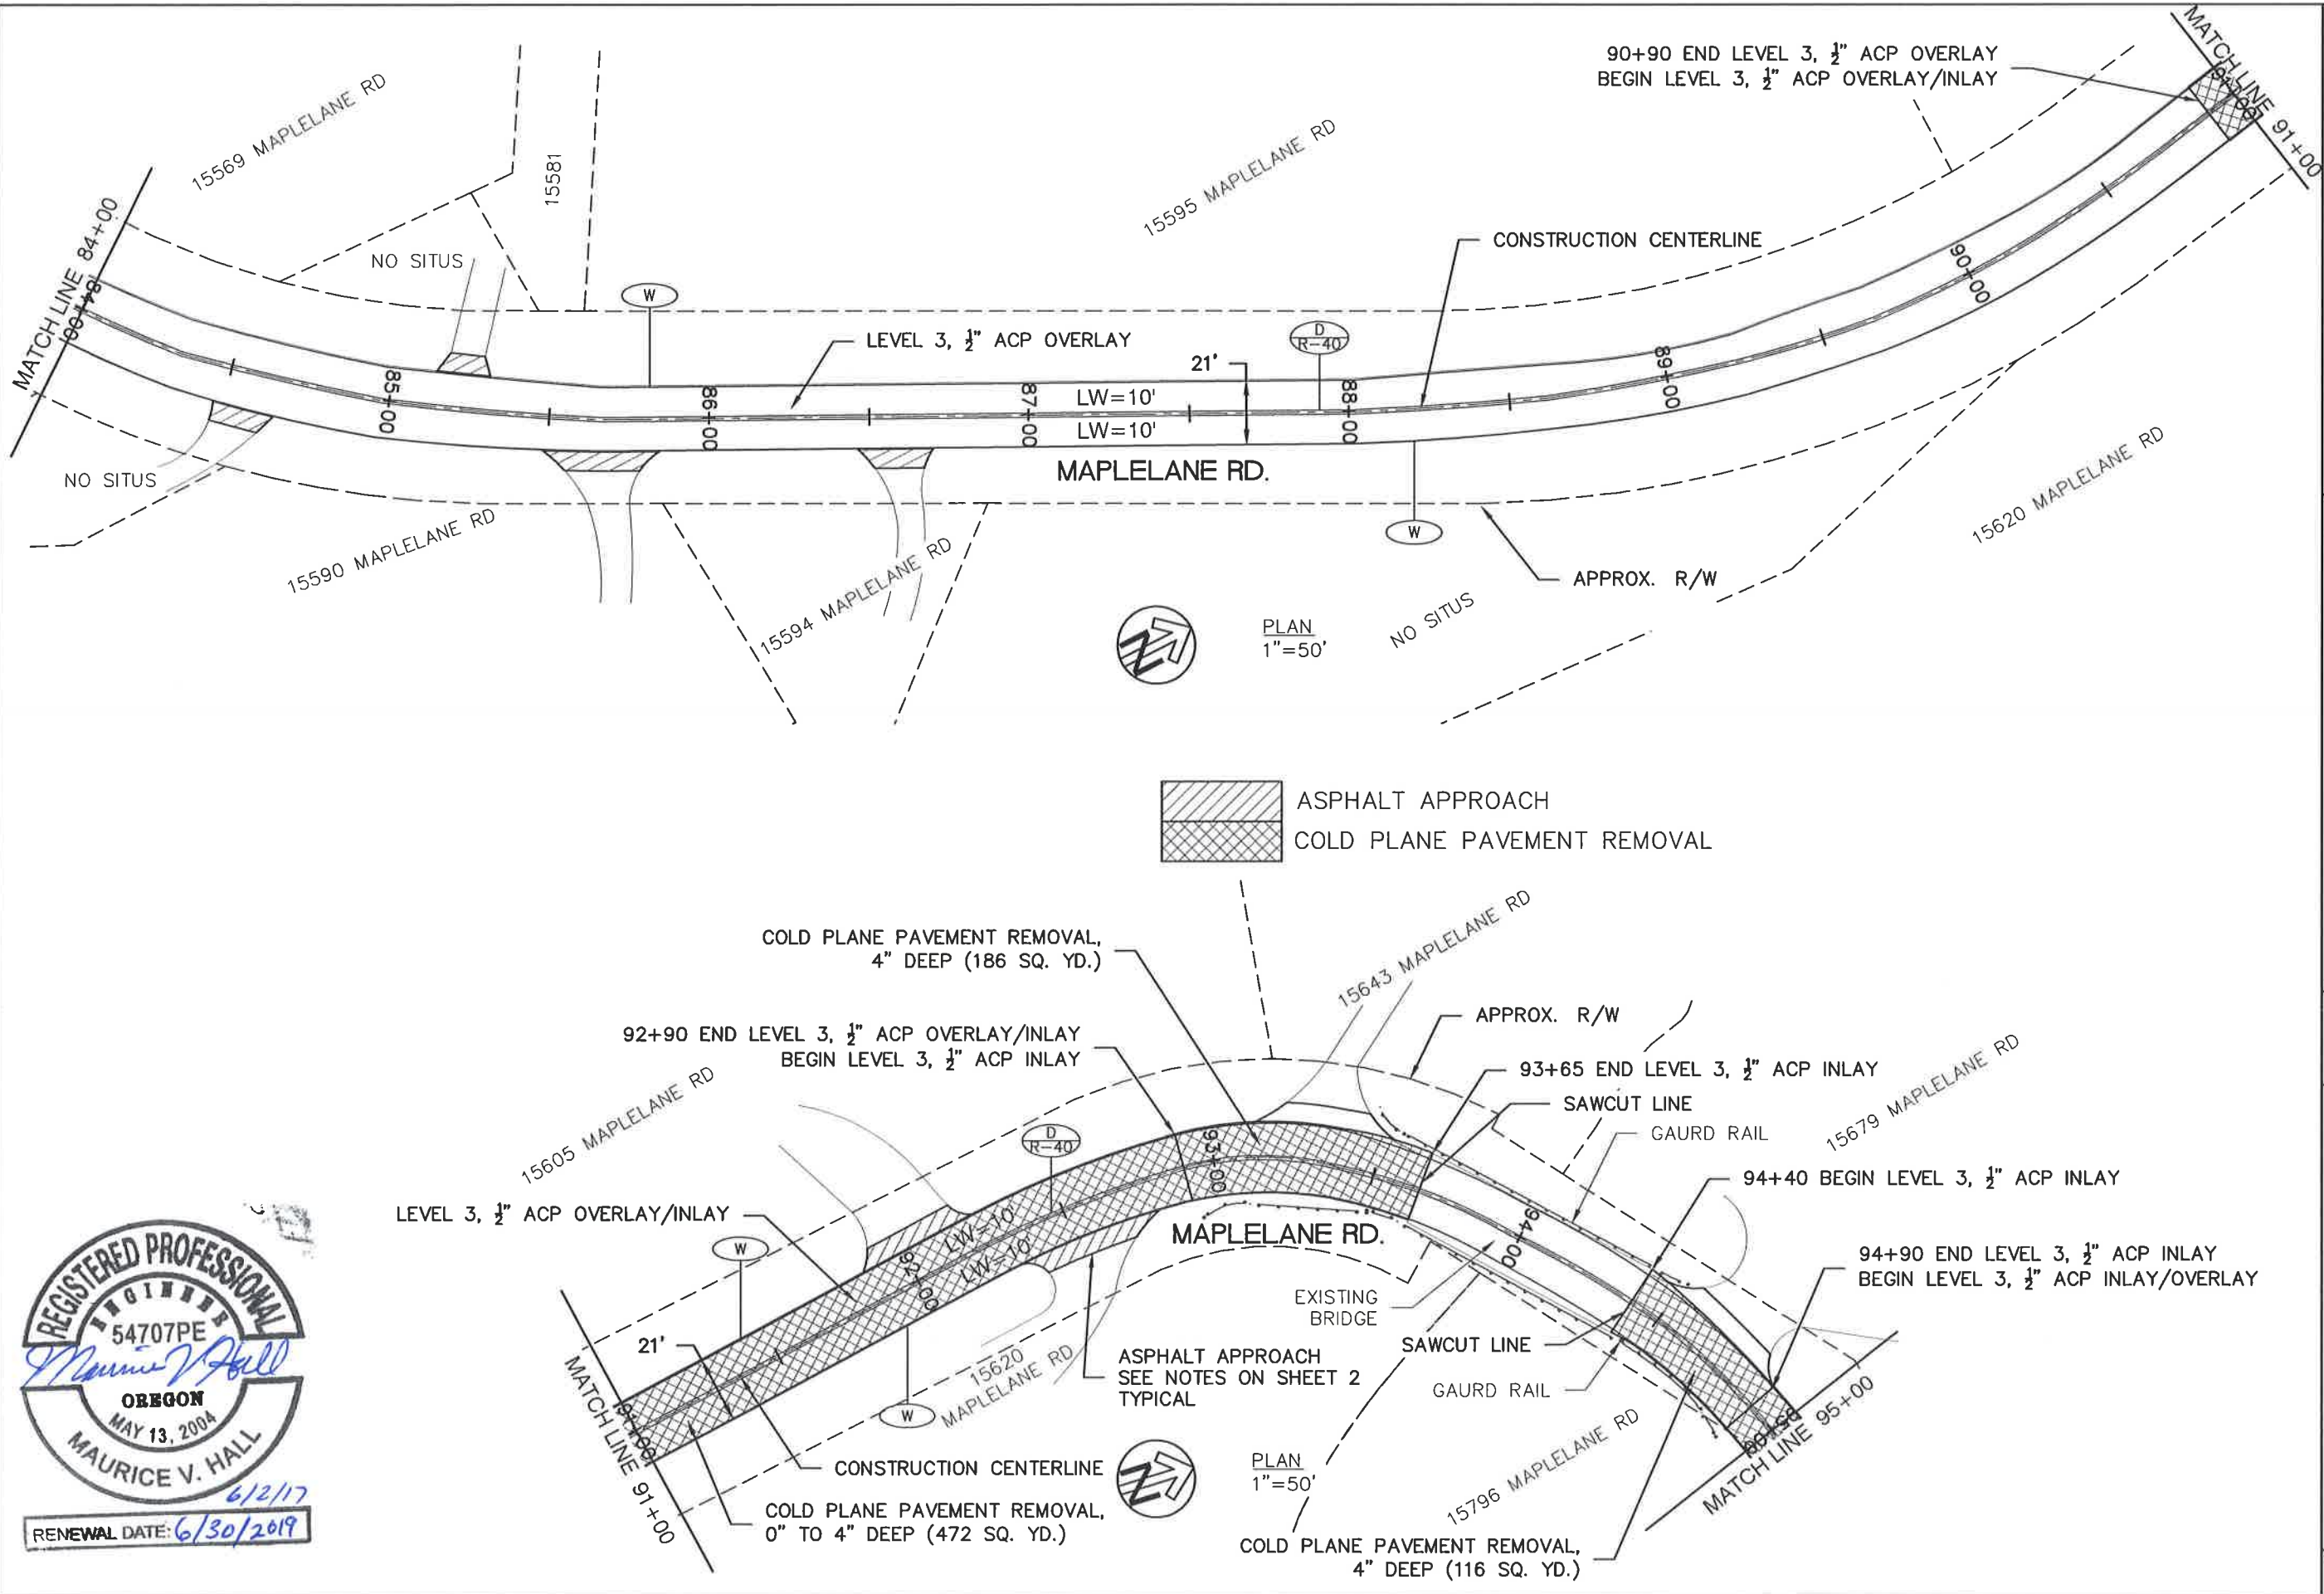 90+90 END LEVEL 3, ½" ACP OVERLAY
BEGIN LEVEL 3, ½" ACP OVERLAY/INLAY
MATCH LINE 91+00
91+00
15569 MAPLELANE RD
15581
15595 MAPLELANE RD
MATCH LINE 84+00
84+00
NO SITUS
W
LEVEL 3, ½" ACP OVERLAY
D
R-40
CONSTRUCTION CENTERLINE
21'
85+00
86+00
87+00
88+00
89+00
90+00
LW=10'
LW=10'
MAPLELANE RD.
NO SITUS
15590 MAPLELANE RD
15594 MAPLELANE RD
W
APPROX. R/W
NO SITUS
15620 MAPLELANE RD
N
PLAN
1"=50'
ASPHALT APPROACH
COLD PLANE PAVEMENT REMOVAL
COLD PLANE PAVEMENT REMOVAL,
4" DEEP (186 SQ. YD.)
15643 MAPLELANE RD
92+90 END LEVEL 3, ½" ACP OVERLAY/INLAY
BEGIN LEVEL 3, ½" ACP INLAY
APPROX. R/W
93+65 END LEVEL 3, ½" ACP INLAY
SAWCUT LINE
GAURD RAIL
15605 MAPLELANE RD
15679 MAPLELANE RD
D
R-40
93+00
94+40 BEGIN LEVEL 3, ½" ACP INLAY
LEVEL 3, ½" ACP OVERLAY/INLAY
W
LW=10'
LW=10'
92+00
MAPLELANE RD.
94+00
94+90 END LEVEL 3, ½" ACP INLAY
BEGIN LEVEL 3, ½" ACP INLAY/OVERLAY
EXISTING
BRIDGE
SAWCUT LINE
21'
15620
MAPLELANE RD
W
ASPHALT APPROACH
SEE NOTES ON SHEET 2
TYPICAL
GAURD RAIL
MATCH LINE 91+00
91+00
95+00
MATCH LINE 95+00
CONSTRUCTION CENTERLINE
COLD PLANE PAVEMENT REMOVAL,
0" TO 4" DEEP (472 SQ. YD.)
N
PLAN
1"=50'
15796 MAPLELANE RD
COLD PLANE PAVEMENT REMOVAL,
4" DEEP (116 SQ. YD.)
REGISTERED PROFESSIONAL
ENGINEER
54707PE
Maurice V Hall
OREGON
MAY 13, 2004
MAURICE V. HALL
6/2/17
RENEWAL DATE: 6/30/2019